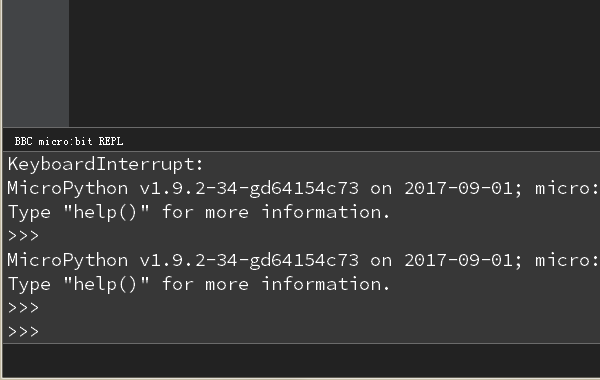 BBC micro:bit REPL
KeyboardInterrupt:
MicroPython v1.9.2-34-gd64154c73 on 2017-09-01; micro:
Type "help()" for more information.
>>>
MicroPython v1.9.2-34-gd64154c73 on 2017-09-01; micro:
Type "help()" for more information.
>>>
>>>